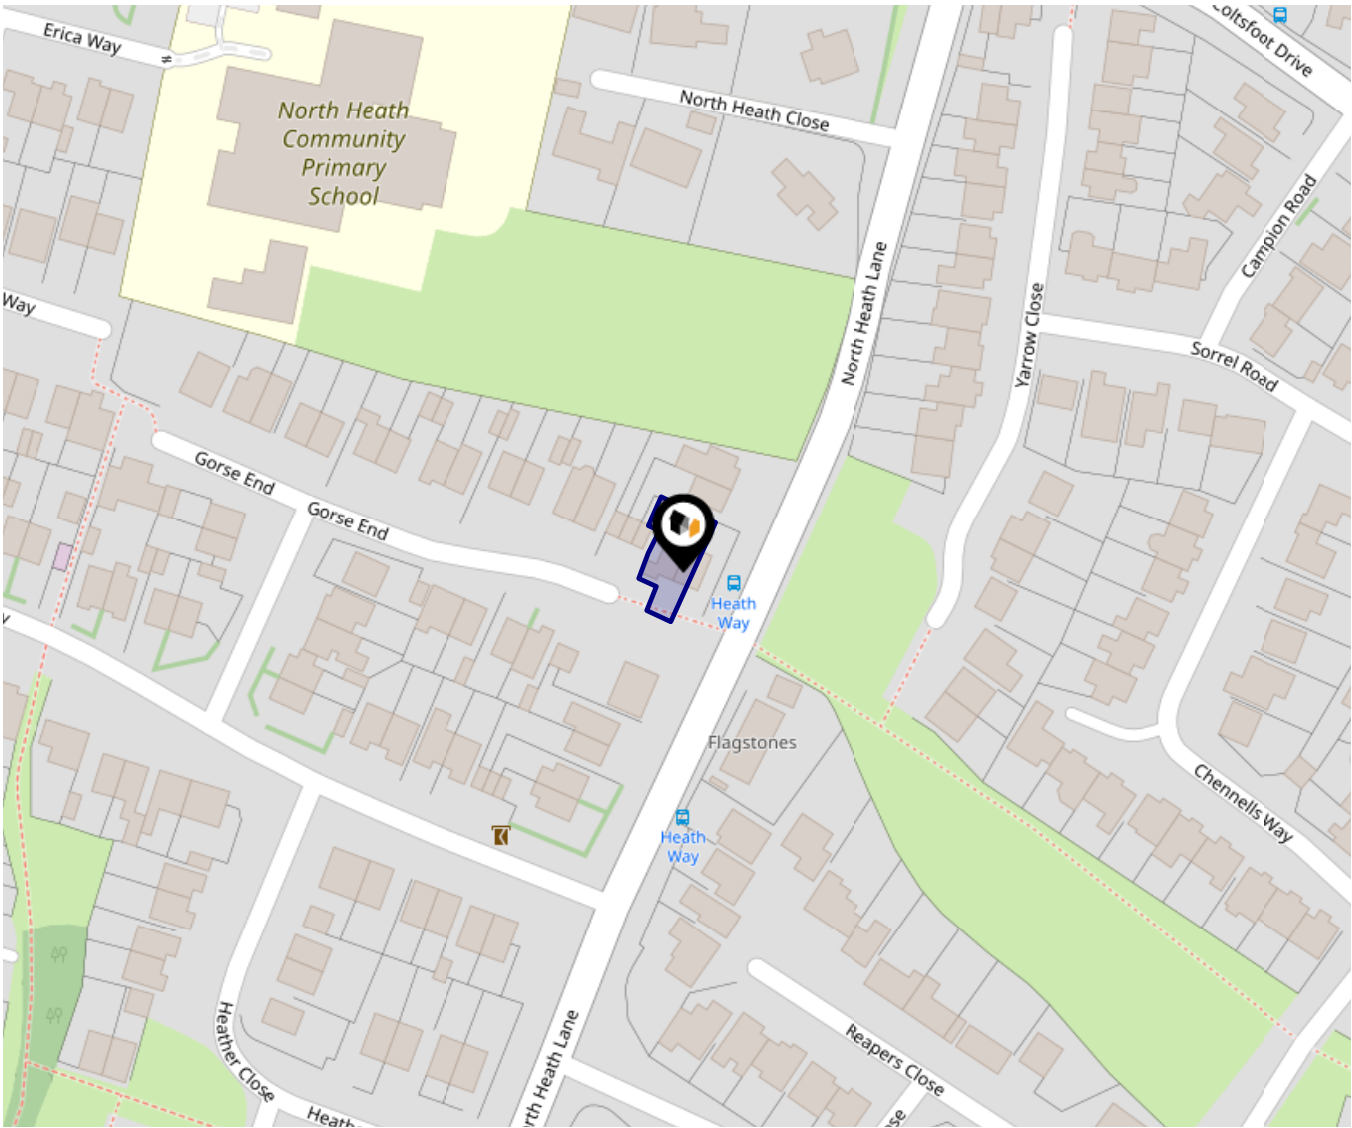 Erica Way
North Heath
Community
Primary
School
North Heath Close
Coltsfoot Drive
Campion Road
North Heath Lane
Yarrow Close
Sorrel Road
Way
Gorse End
Gorse End
Heath
Way
Flagstones
Heath
Way
Chennells Way
Reapers Close
Heather Close
North Heath Lane
Heathe
se